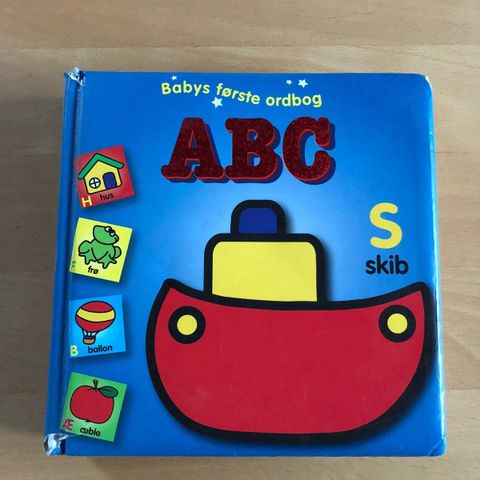 Babys første ordbog
ABC
S
skib
H
hus
F
frø
B
ballon
Æ
æble